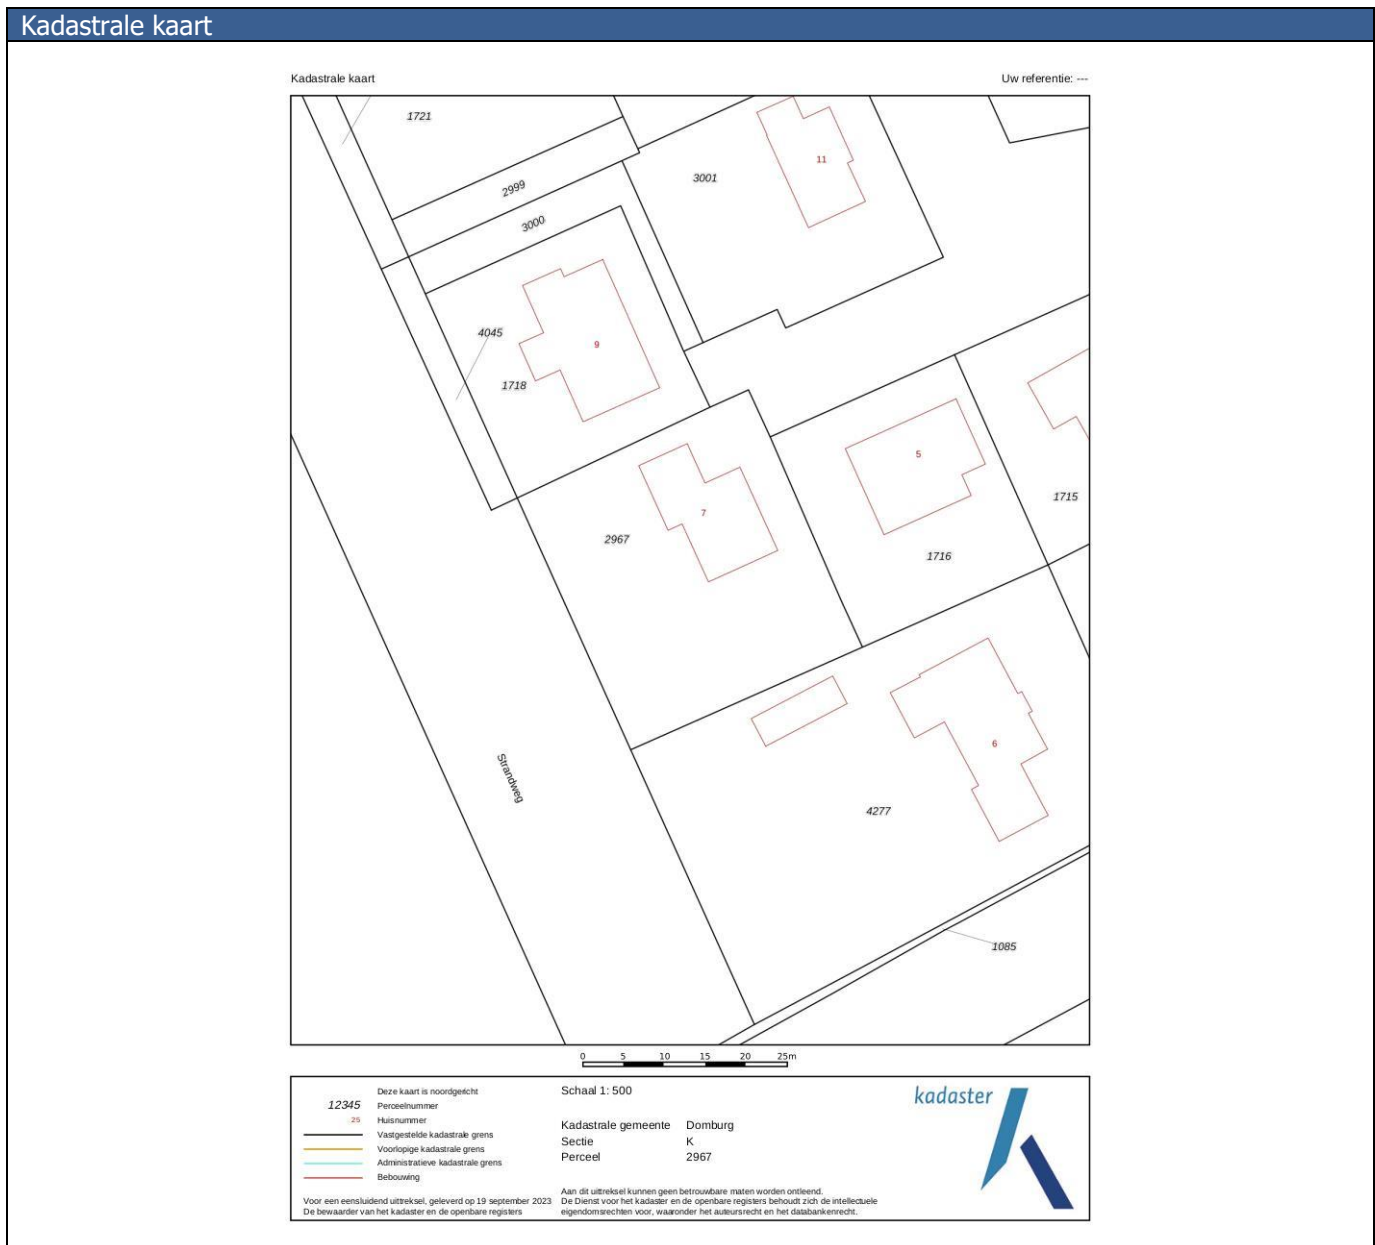 Kadastrale kaart
Kadastrale kaart
Uw referentie: ---
1721
2999
3000
3001
11
4045
9
1718
5
7
2967
1715
1716
Strandweg
6
4277
1085
0 5 10 15 20 25m
Deze kaart is noordgericht
12345 Perceelnummer
25 Huisnummer
Vastgestelde kadastrale grens
Voorlopige kadastrale grens
Administratieve kadastrale grens
Bebouwing
Voor een eensluidend uittreksel, geleverd op 19 september 2023
De bewaarder van het kadaster en de openbare registers
Schaal 1: 500
Kadastrale gemeente Domburg
Sectie K
Perceel 2967
Aan dit uittreksel kunnen geen betrouwbare maten worden ontleend.
De Dienst voor het kadaster en de openbare registers behoudt zich de intellectuele
eigendomsrechten voor, waaronder het auteursrecht en het databankenrecht.
kadaster